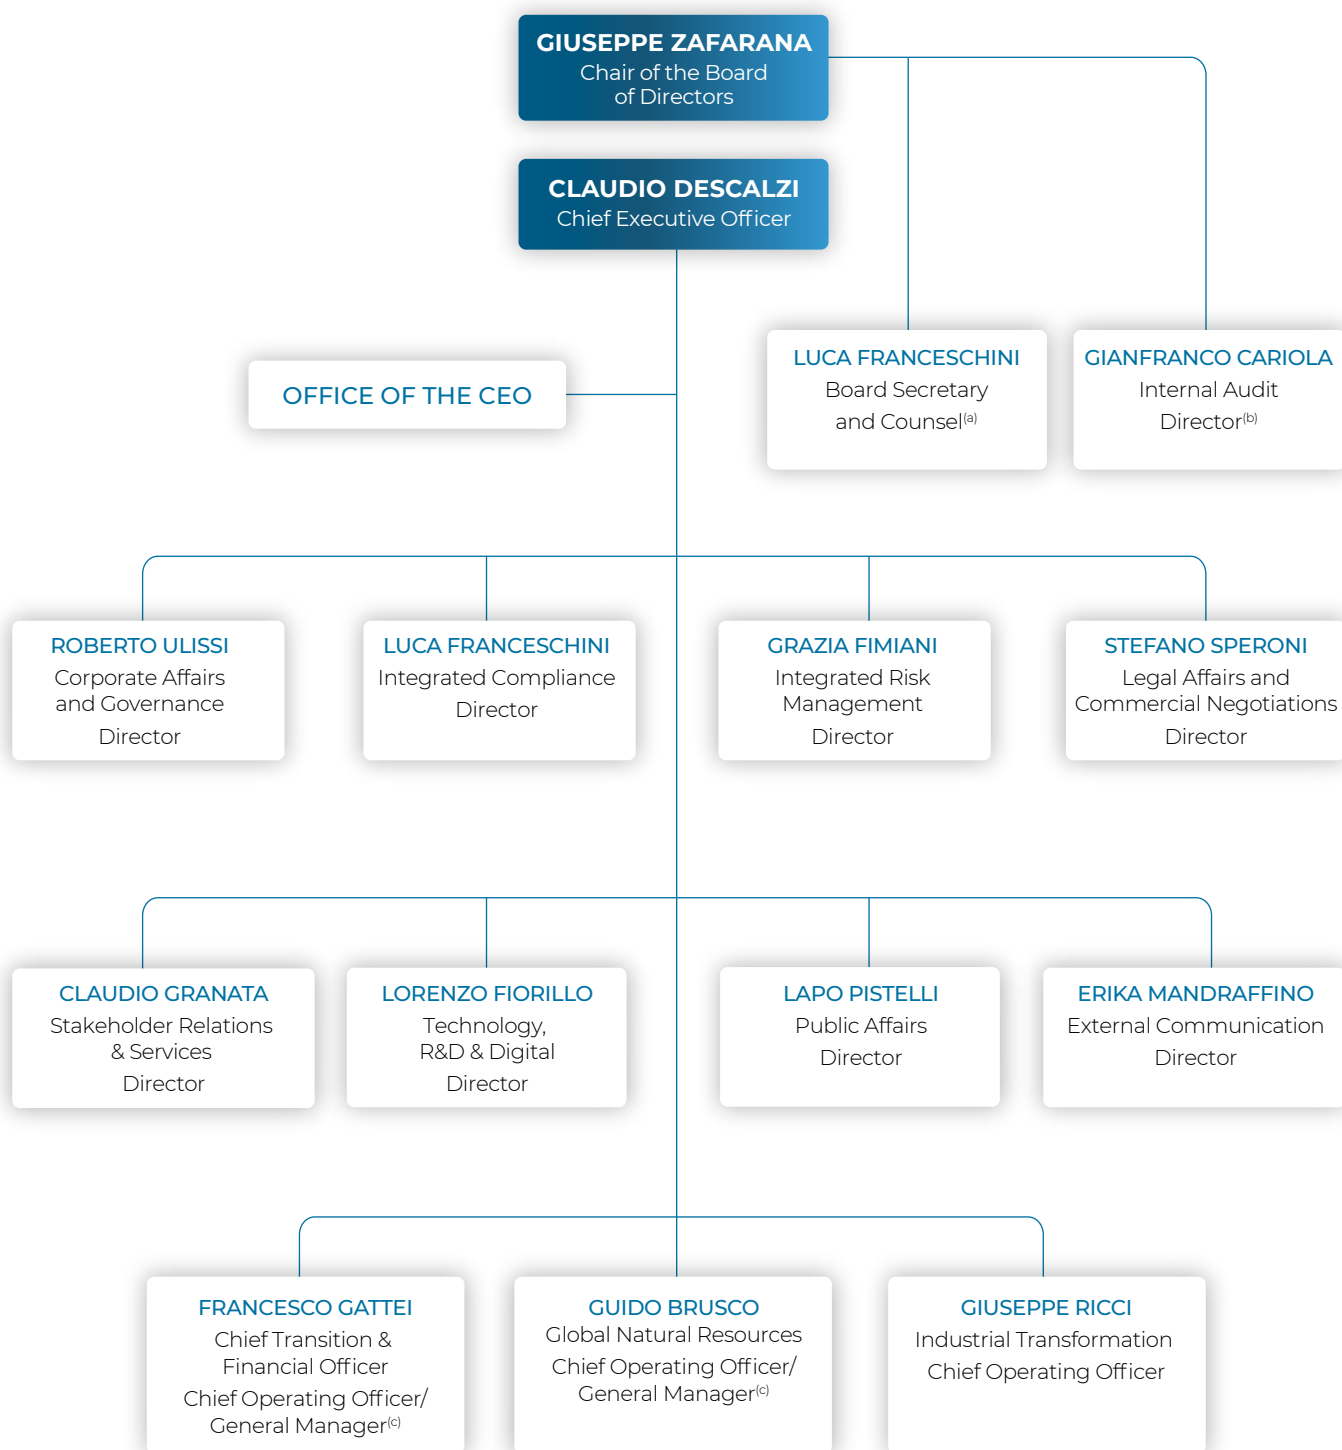 GIUSEPPE ZAFARANA
Chair of the Board
of Directors
CLAUDIO DESCALZI
Chief Executive Officer
OFFICE OF THE CEO
LUCA FRANCESCHINI
Board Secretary
and Counsel(a)
GIANFRANCO CARIOLA
Internal Audit
Director(b)
ROBERTO ULISSI
Corporate Affairs
and Governance
Director
LUCA FRANCESCHINI
Integrated Compliance
Director
GRAZIA FIMIANI
Integrated Risk
Management
Director
STEFANO SPERONI
Legal Affairs and
Commercial Negotiations
Director
CLAUDIO GRANATA
Stakeholder Relations
& Services
Director
LORENZO FIORILLO
Technology,
R&D & Digital
Director
LAPO PISTELLI
Public Affairs
Director
ERIKA MANDRAFFINO
External Communication
Director
FRANCESCO GATTEI
Chief Transition &
Financial Officer
Chief Operating Officer/
General Manager(c)
GUIDO BRUSCO
Global Natural Resources
Chief Operating Officer/
General Manager(c)
GIUSEPPE RICCI
Industrial Transformation
Chief Operating Officer